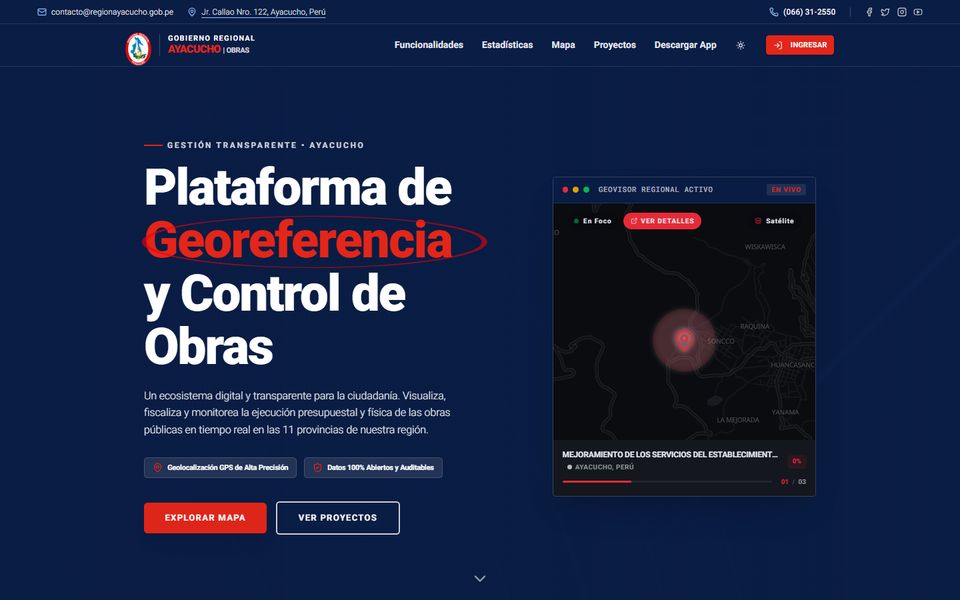 contacto@regionayacucho.gob.pe
Jr. Callao Nro. 122, Ayacucho, Perú
(066) 31-2550
GOBIERNO REGIONAL
AYACUCHO | OBRAS
Funcionalidades
Estadísticas
Mapa
Proyectos
Descargar App
INGRESAR
GESTIÓN TRANSPARENTE • AYACUCHO
Plataforma de
Georeferencia
y Control de
Obras
Un ecosistema digital y transparente para la ciudadanía. Visualiza,
fiscaliza y monitorea la ejecución presupuestal y física de las obras
públicas en tiempo real en las 11 provincias de nuestra región.
Geolocalización GPS de Alta Precisión
Datos 100% Abiertos y Auditables
EXPLORAR MAPA
VER PROYECTOS
GEOVISOR REGIONAL ACTIVO
EN VIVO
En Foco
VER DETALLES
Satélite
WISKAWISCA
RAQUINA
SONCCO
HUANCASANC
YANAMA
LA MEJORADA
MEJORAMIENTO DE LOS SERVICIOS DEL ESTABLECIMIENT...
AYACUCHO, PERÚ
0%
01 / 03